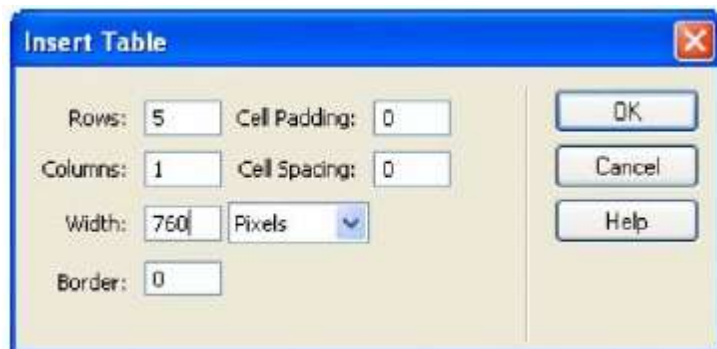 Insert Table
Rows: 5 Cell Padding: 0 OK
Columns: 1 Cell Spacing: 0 Cancel
Width: 760 Pixels Help
Border: 0